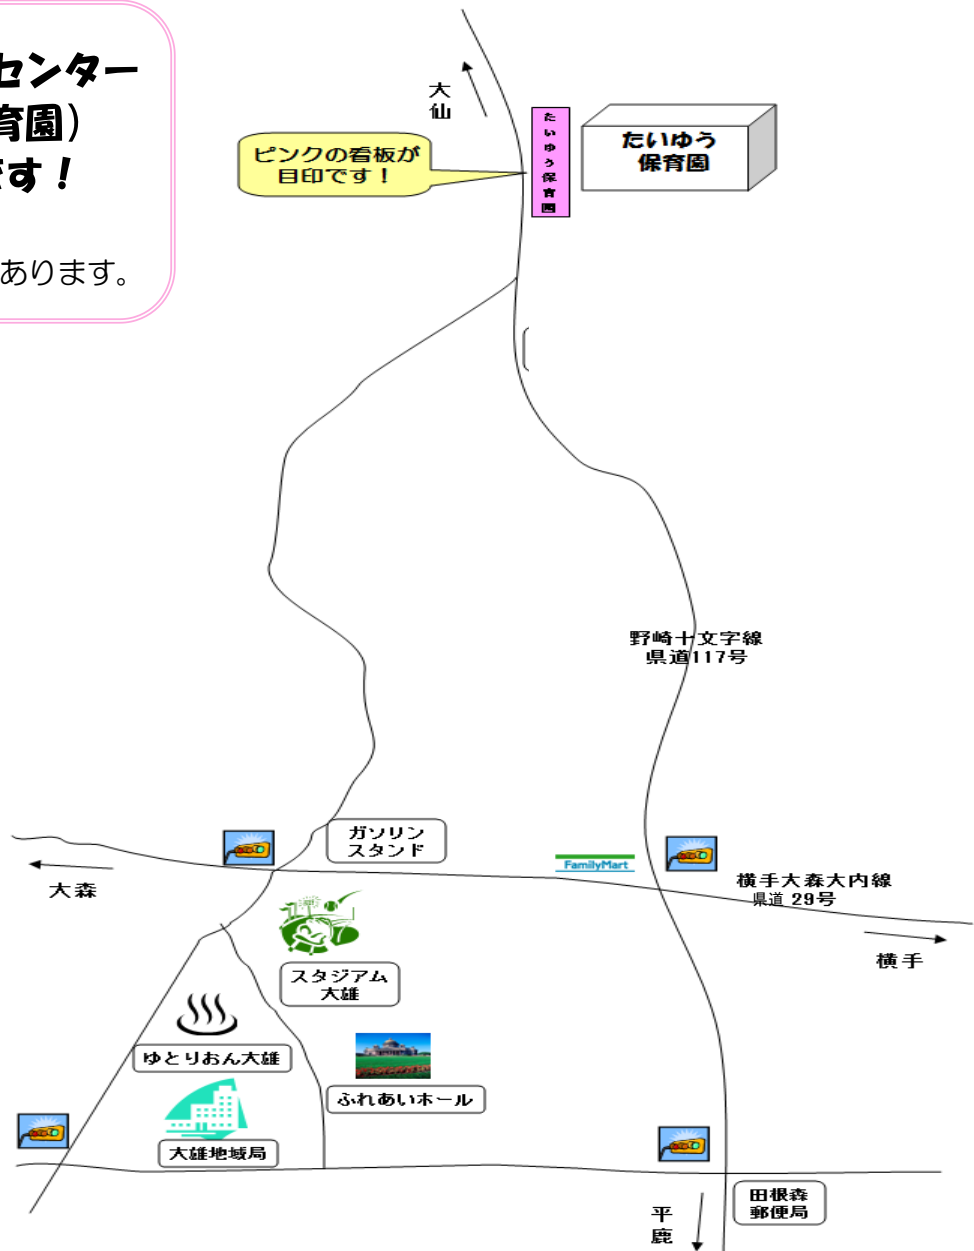 センター
育園）
です！
あります。
大
仙
ピンクの看板が
目印です！
たいゆう保育園
たいゆう
保育園
野崎十文字線
県道117号
ガソリン
スタンド
FamilyMart
大森
横手大森大内線
県道 29号
横手
スタジアム
大雄
ゆとりおん大雄
ふれあいホール
大雄地域局
田根森
郵便局
平
鹿